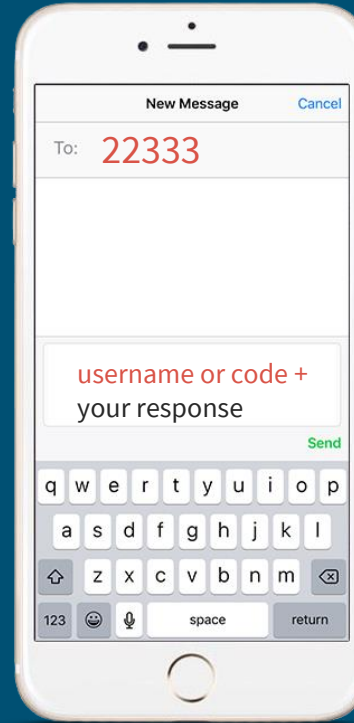 New Message Cancel
To: 22333
username or code +
your response
Send
q w e r t y u i o p
a s d f g h j k l
z x c v b n m
123 space return